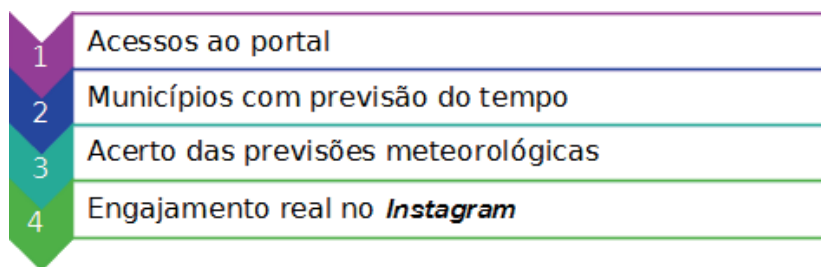 1 Acessos ao portal
2 Municípios com previsão do tempo
3 Acerto das previsões meteorológicas
4 Engajamento real no Instagram